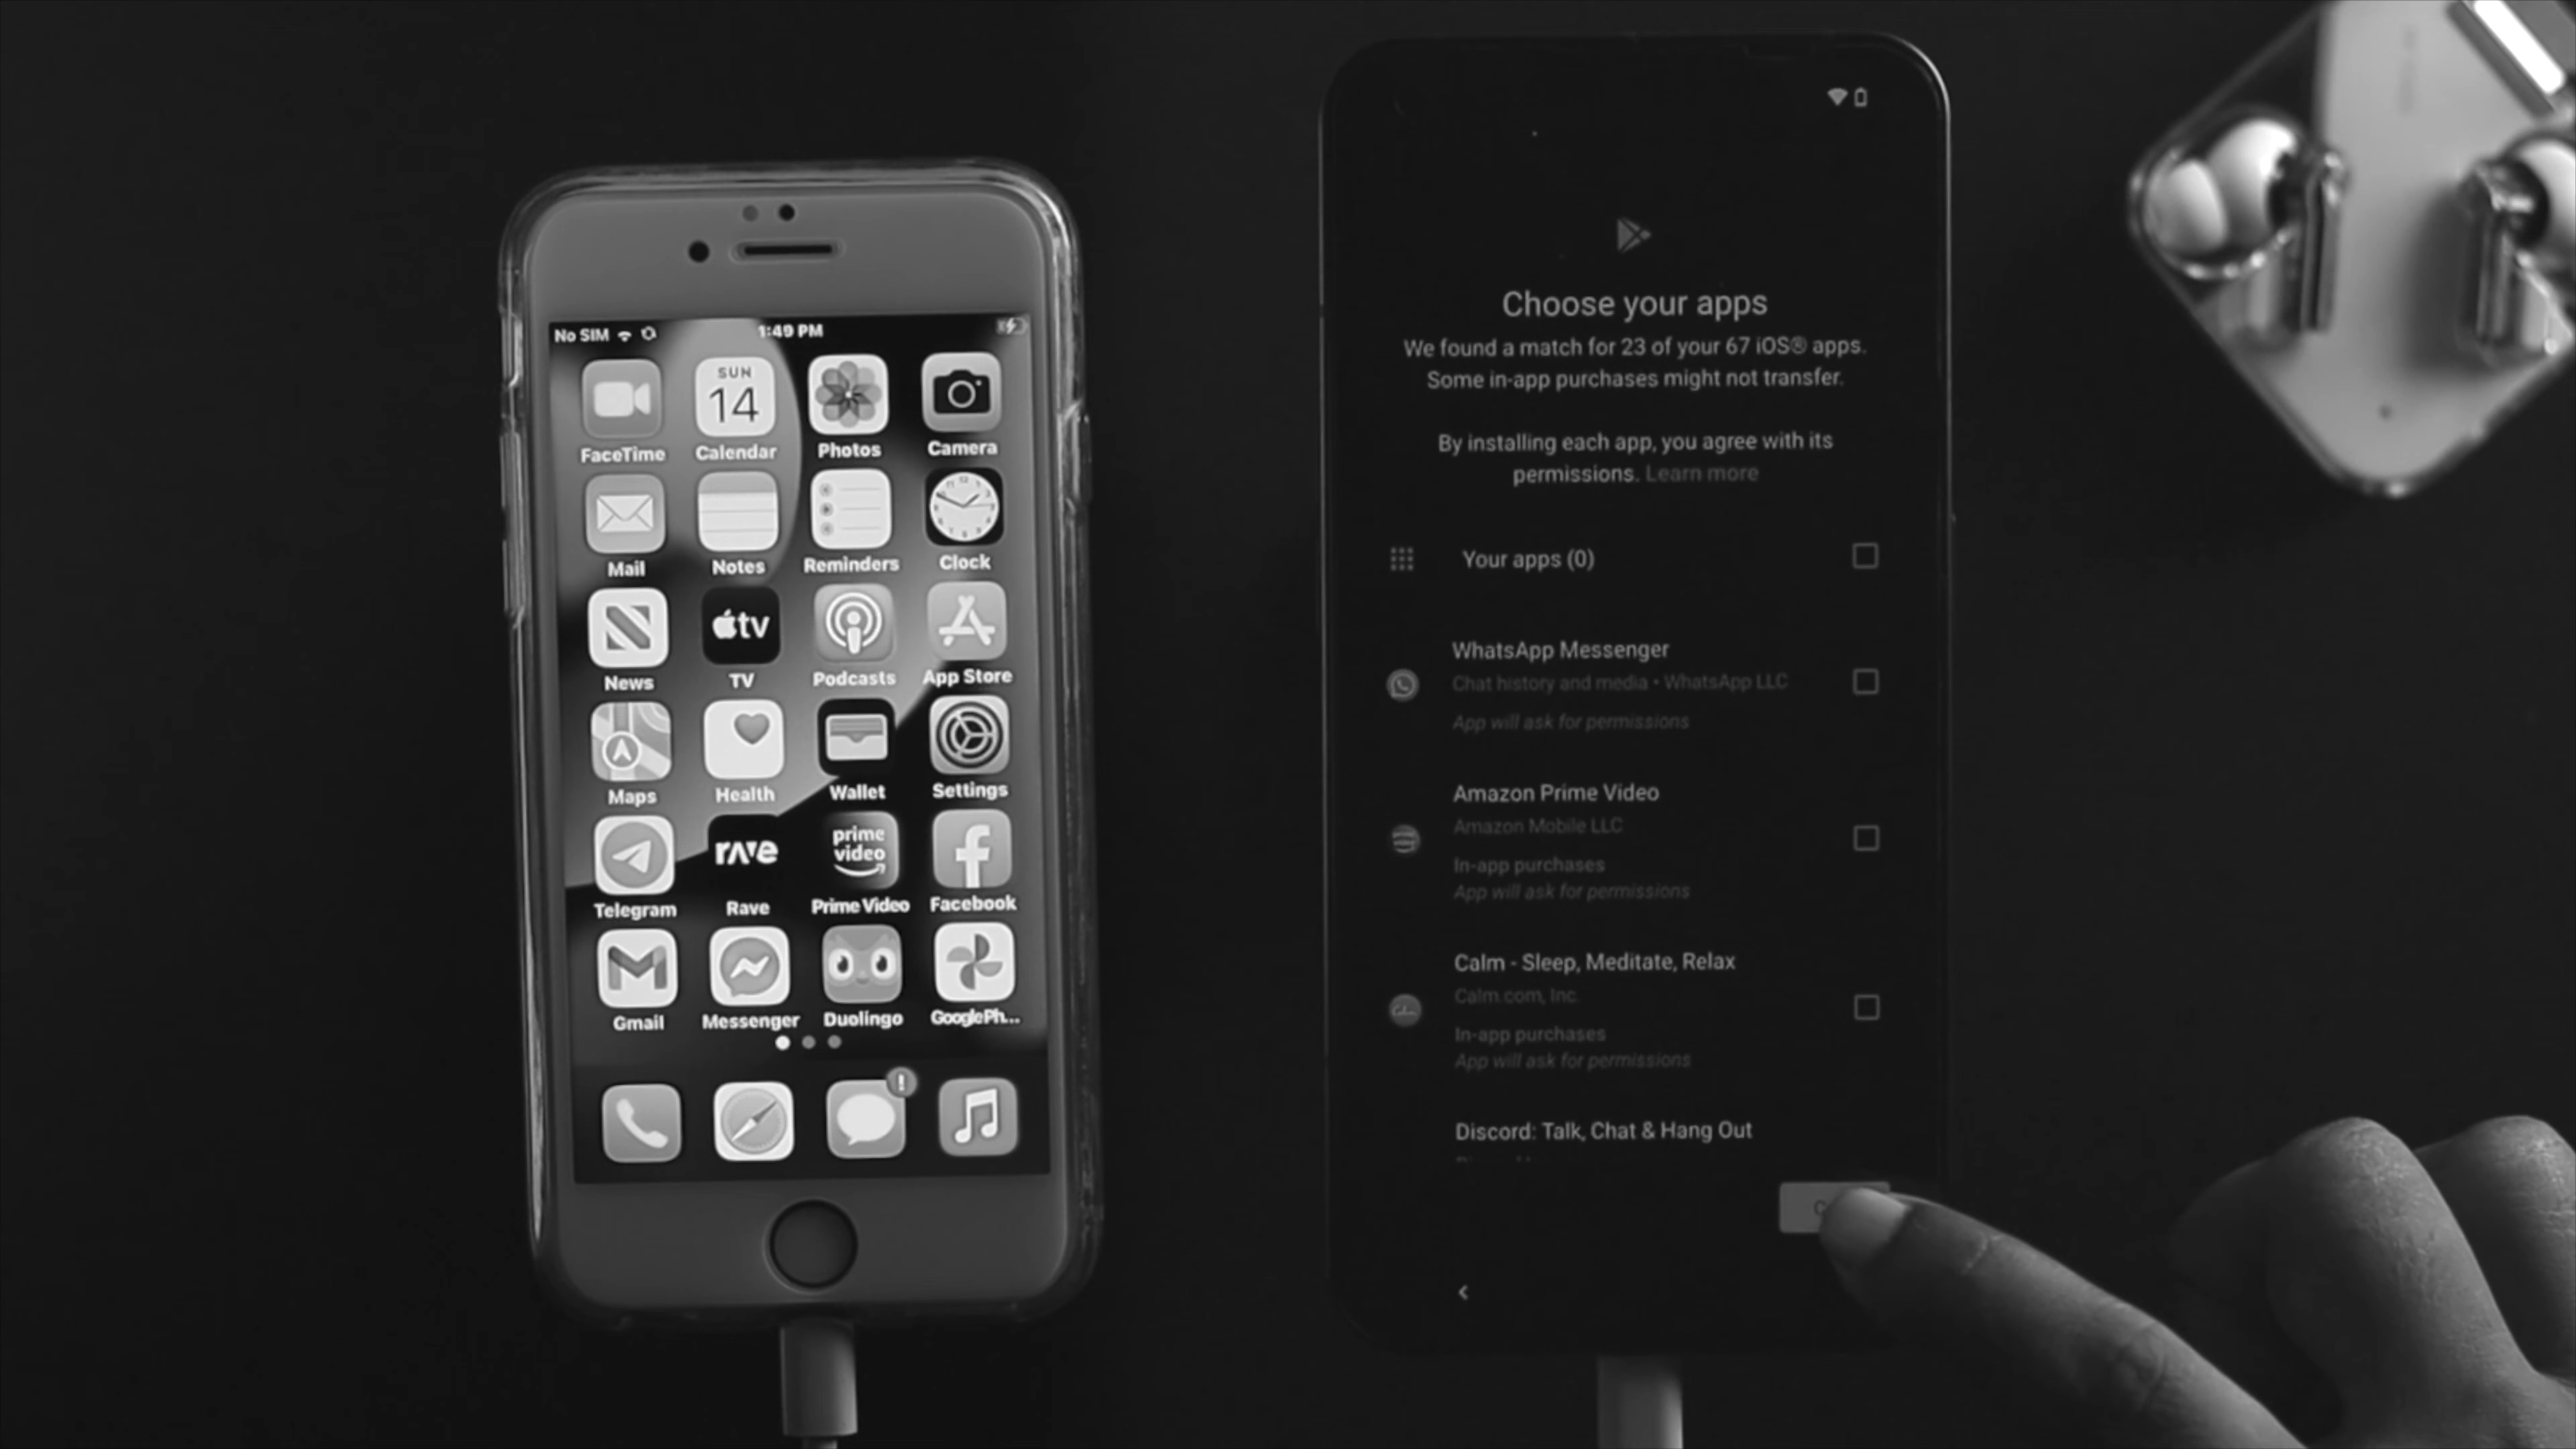 No SIM 1:49 PM
SUN
14
FaceTime Calendar Photos Camera
Mail Notes Reminders Clock
tv
News TV Podcasts App Store
Maps Health Wallet Settings
rave prime video
Telegram Rave Prime Video Facebook
Gmail Messenger Duolingo Google Ph...
Choose your apps
We found a match for 23 of your 67 iOS® apps.
Some in-app purchases might not transfer.
By installing each app, you agree with its
permissions. Learn more
Your apps (0)
WhatsApp Messenger
Chat history and media • WhatsApp LLC
App will ask for permissions
Amazon Prime Video
Amazon Mobile LLC
In-app purchases
App will ask for permissions
Calm - Sleep, Meditate, Relax
Calm.com, Inc.
In-app purchases
App will ask for permissions
Discord: Talk, Chat & Hang Out